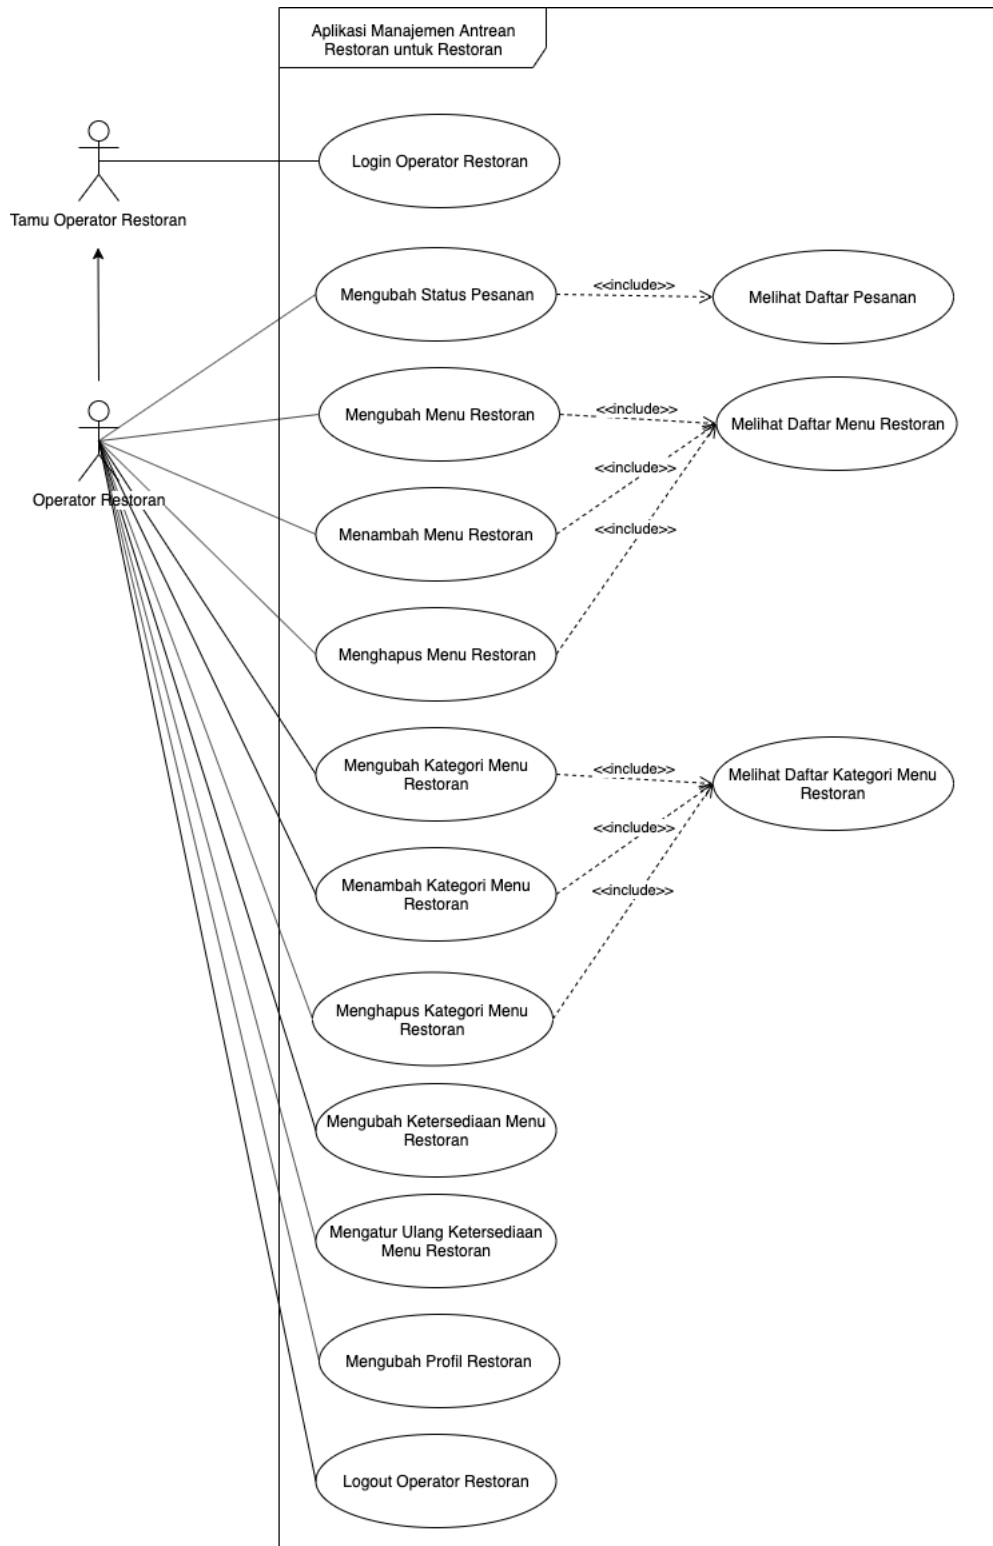 Aplikasi Manajemen Antrean
Restoran untuk Restoran
Login Operator Restoran
Tamu Operator Restoran
Mengubah Status Pesanan
<<include>>
Melihat Daftar Pesanan
Mengubah Menu Restoran
<<include>>
Melihat Daftar Menu Restoran
<<include>>
Operator Restoran
Menambah Menu Restoran
<<include>>
Menghapus Menu Restoran
Mengubah Kategori Menu
Restoran
<<include>>
Melihat Daftar Kategori Menu
Restoran
<<include>>
Menambah Kategori Menu
Restoran
<<include>>
Menghapus Kategori Menu
Restoran
Mengubah Ketersediaan Menu
Restoran
Mengatur Ulang Ketersediaan
Menu Restoran
Mengubah Profil Restoran
Logout Operator Restoran